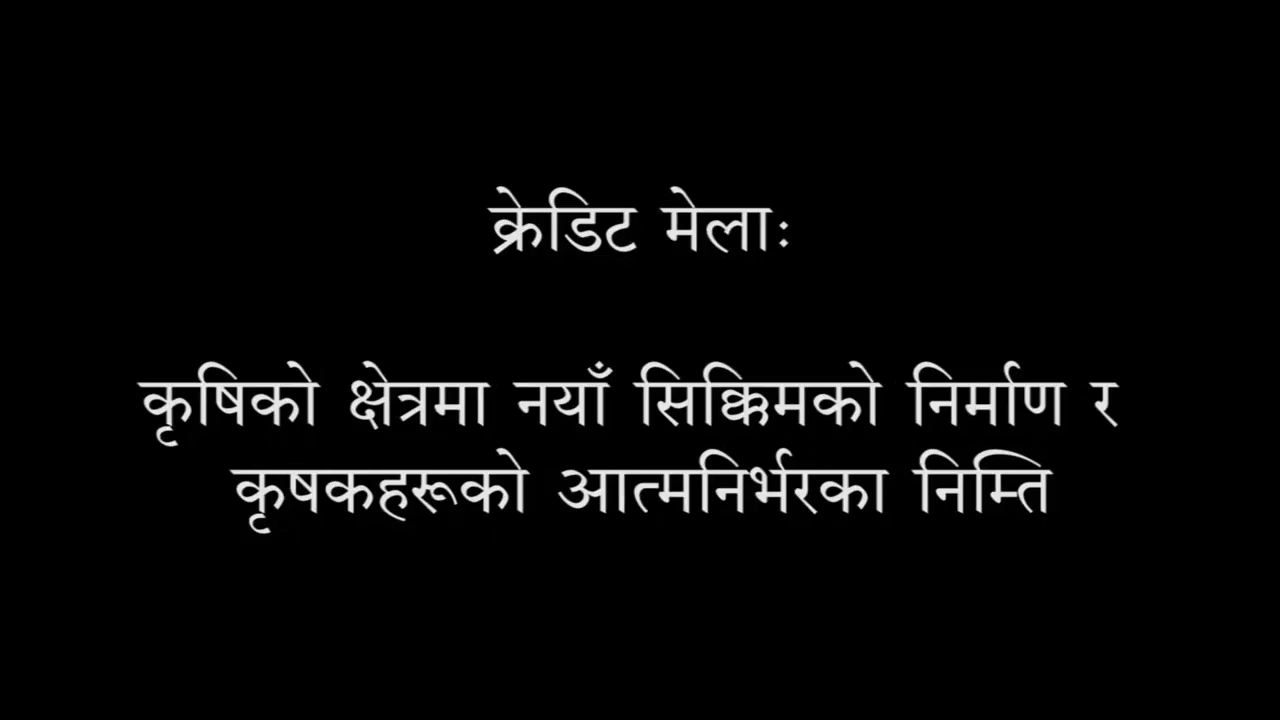 क्रेडिट मेलाः
कृषिको क्षेत्रमा नयाँ सिक्किमको निर्माण र
कृषकहरूको आत्मनिर्भरका निम्ति